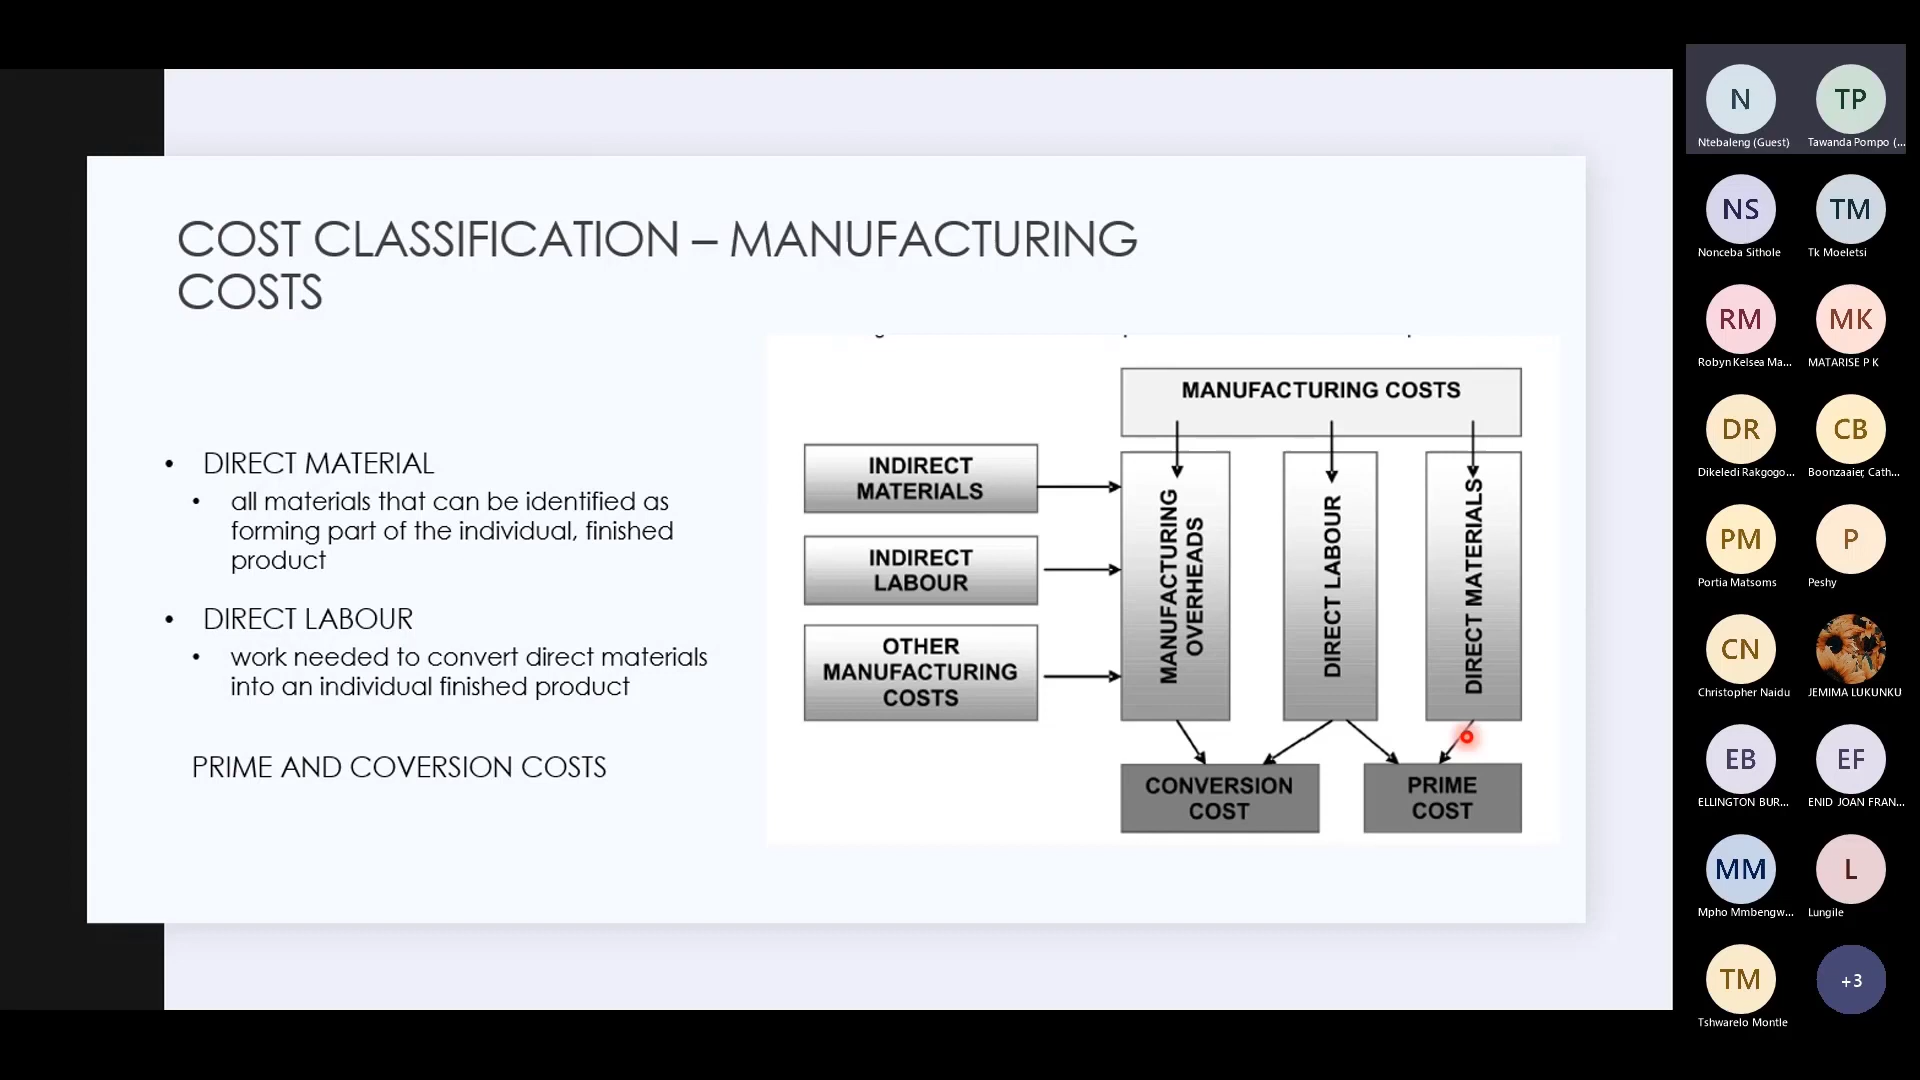 COST CLASSIFICATION – MANUFACTURING
COSTS
• DIRECT MATERIAL
• all materials that can be identified as
forming part of the individual, finished
product
• DIRECT LABOUR
• work needed to convert direct materials
into an individual finished product
PRIME AND COVERSION COSTS
MANUFACTURING COSTS
INDIRECT
MATERIALS
INDIRECT
LABOUR
OTHER
MANUFACTURING
COSTS
MANUFACTURING
OVERHEADS
DIRECT LABOUR
DIRECT MATERIALS
CONVERSION
COST
PRIME
COST
N
Ntebaleng (Guest)
TP
Tawanda Pompo (...
NS
Nonceba Sithole
TM
Tk Moeletsi
RM
Robyn Kelsea Ma...
MK
MATARISE P K
DR
Dikeledi Rakgogo...
CB
Boonzaaier, Cath...
PM
Portia Matsoms
P
Peshy
CN
Christopher Naidu
JEMIMA LUKUNKU
EB
ELLINGTON BUR...
EF
ENID JOAN FRAN...
MM
Mpho Mmbengw...
L
Lungile
TM
Tshwarelo Montle
+3